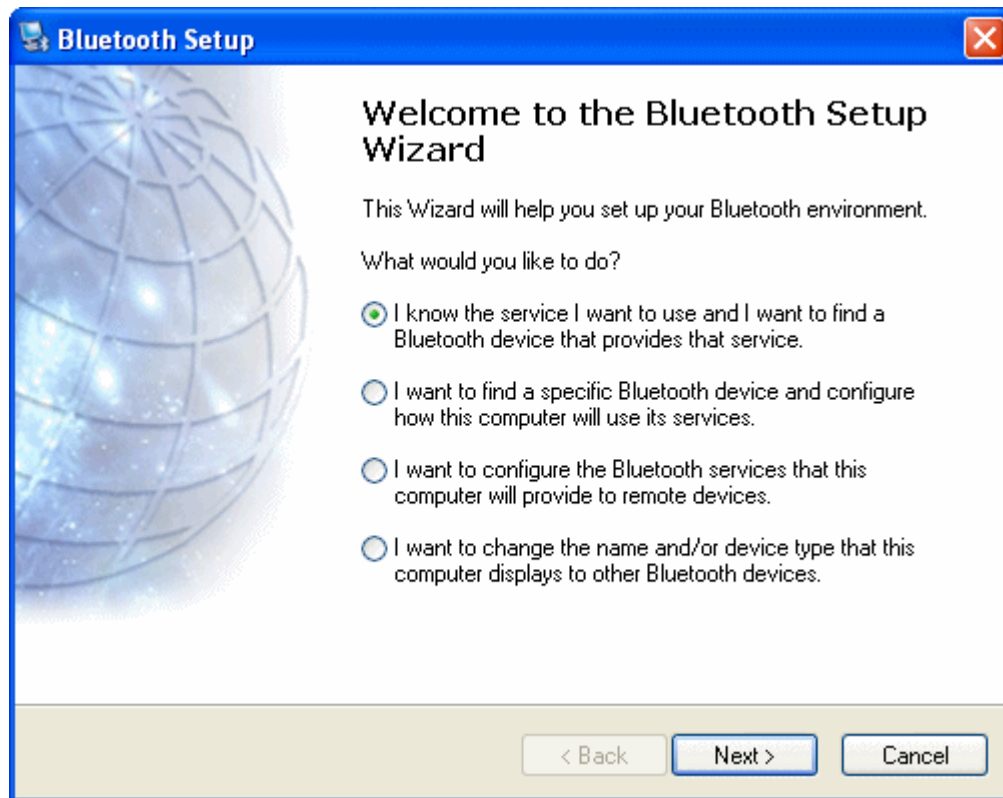 Bluetooth Setup
Welcome to the Bluetooth Setup
Wizard
This Wizard will help you set up your Bluetooth environment.
What would you like to do?
I know the service I want to use and I want to find a
Bluetooth device that provides that service.
I want to find a specific Bluetooth device and configure
how this computer will use its services.
I want to configure the Bluetooth services that this
computer will provide to remote devices.
I want to change the name and/or device type that this
computer displays to other Bluetooth devices.
< Back Next > Cancel